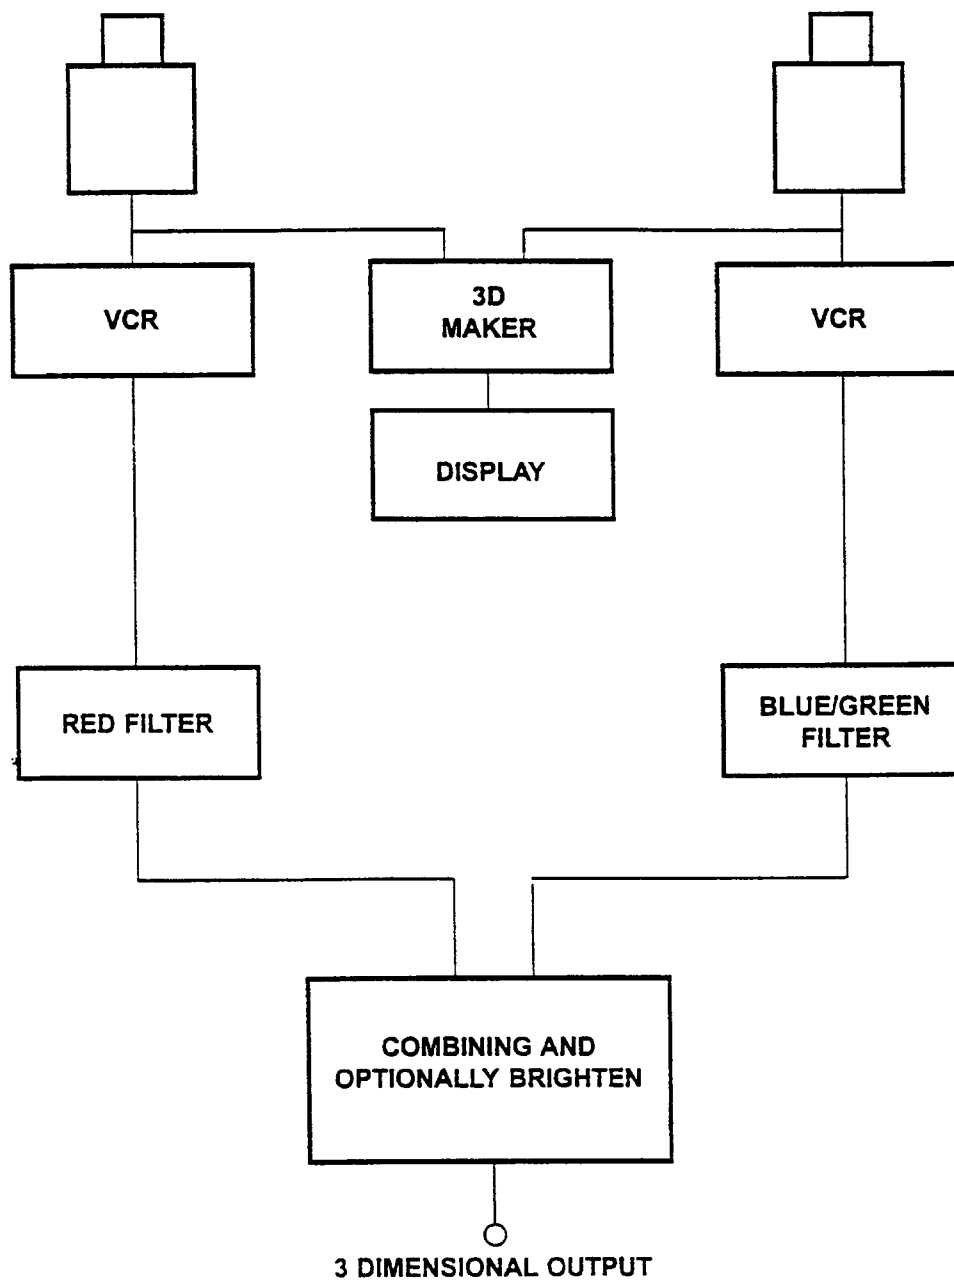 VCR
3D
MAKER
VCR
DISPLAY
RED FILTER
BLUE/GREEN
FILTER
COMBINING AND
OPTIONALLY BRIGHTEN
3 DIMENSIONAL OUTPUT